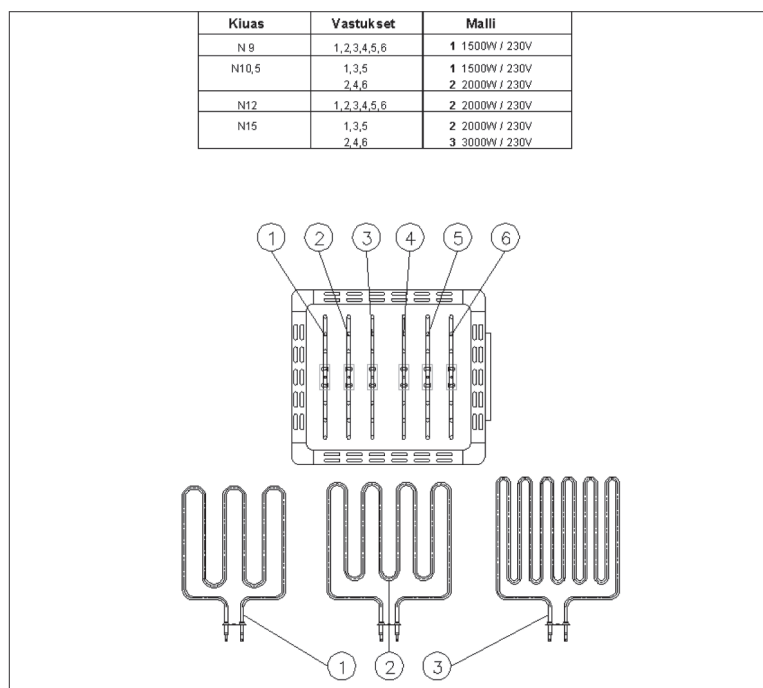 Kiuas Vastukset Malli
N 9 1,2,3,4,5,6 1 1500W / 230V
N10,5 1,3,5 1 1500W / 230V
2,4,6 2 2000W / 230V
N12 1,2,3,4,5,6 2 2000W / 230V
N15 1,3,5 2 2000W / 230V
2,4,6 3 3000W / 230V
1 2 3 4 5 6
1 2 3